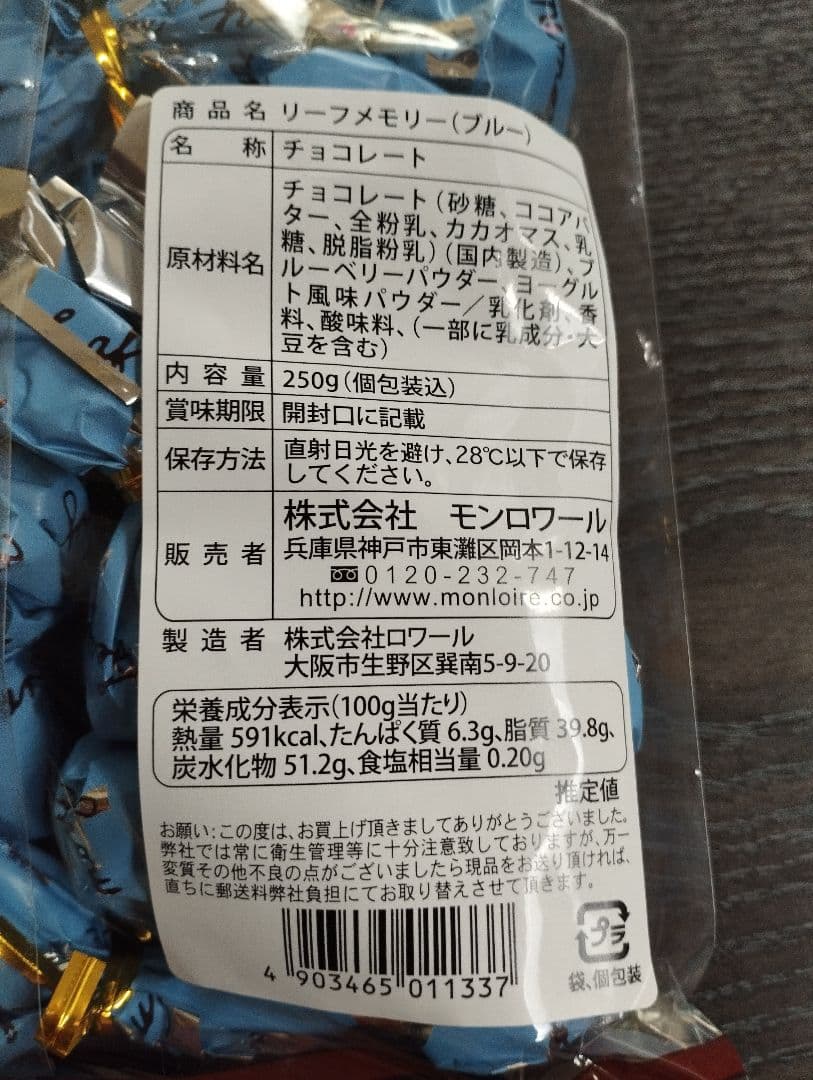 商品名 リーフメモリー(ブルー)
名称 チョコレート
原材料名
チョコレート(砂糖、ココアバ
ター、全粉乳、カカオマス、乳
糖、脱脂粉乳)(国内製造)、ブ
ルーベリーパウダー、ヨーグル
ト風味パウダー/乳化剤、香
料、酸味料、(一部に乳成分・大
豆を含む)
内容量 250g(個包装込)
賞味期限 開封口に記載
保存方法
直射日光を避け、28℃以下で保存
してください。
販売者
株式会社 モンロワール
兵庫県神戸市東灘区岡本1-12-14
0120-232-747
http://www.monloire.co.jp
製造者 株式会社ロワール
大阪市生野区巽南5-9-20
栄養成分表示(100g当たり)
熱量 591kcal、たんぱく質 6.3g、脂質 39.8g、
炭水化物 51.2g、食塩相当量 0.20g
推定値
お願い:この度は、お買上げ頂きましてありがとうございました。
弊社では常に衛生管理等に十分注意致しておりますが、万一
変質その他不良の点がございましたら現品をお送り頂ければ、
直ちに郵送料弊社負担にてお取り替えさせて頂きます。
4 903465 011337
プラ
袋、個包装